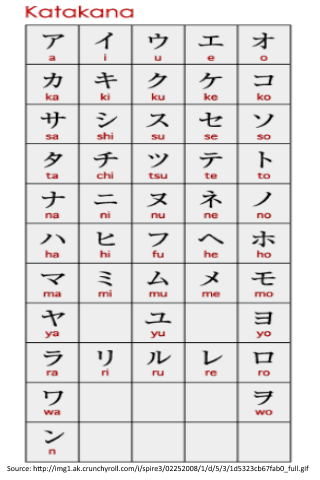 Katakana
ア イ ウ エ オ
a i u e o
カ キ ク ケ コ
ka ki ku ke ko
サ シ ス セ ソ
sa shi su se so
タ チ ツ テ ト
ta chi tsu te to
ナ ニ ヌ ネ ノ
na ni nu ne no
ハ ヒ フ ヘ ホ
ha hi fu he ho
マ ミ ム メ モ
ma mi mu me mo
ヤ ユ ヨ
ya yu yo
ラ リ ル レ ロ
ra ri ru re ro
ワ ヲ
wa wo
ン
n
Source: http://img1.ak.crunchyroll.com/i/spire3/02252008/1/d/5/3/1d5323cb67fab0_full.gif